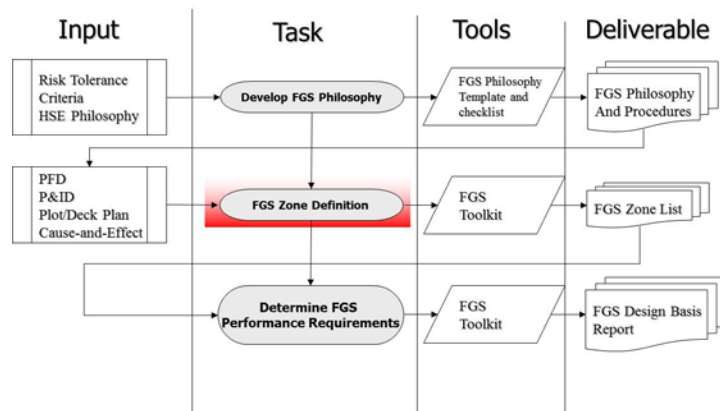 Input
Task
Tools
Deliverable
Risk Tolerance
Criteria
HSE Philosophy
Develop FGS Philosophy
FGS Philosophy
Template and
checklist
FGS Philosophy
And Procedures
PFD
P&ID
Plot/Deck Plan
Cause-and-Effect
FGS Zone Definition
FGS
Toolkit
FGS Zone List
Determine FGS
Performance Requirements
FGS
Toolkit
FGS Design Basis
Report